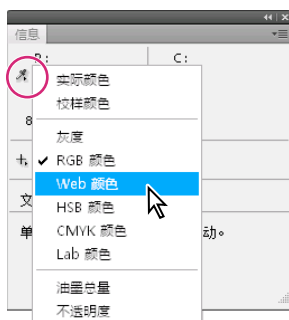 信息
R: C:
实际颜色
校样颜色
8
灰度
RGB 颜色
Web 颜色
文
HSB 颜色
单 CMYK 颜色 动。
Lab 颜色
油墨总量
不透明度